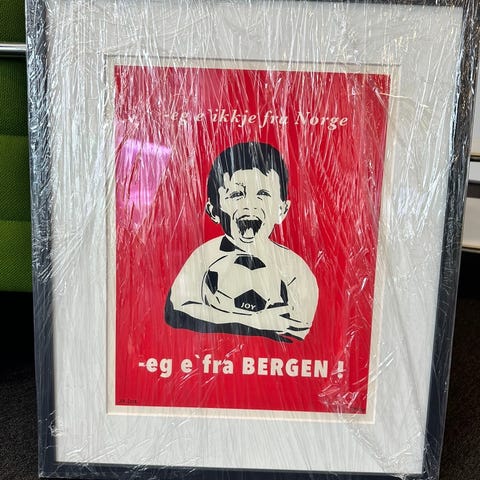 -eg e`ikkje fra Norge
JOY
-eg e`fra BERGEN !